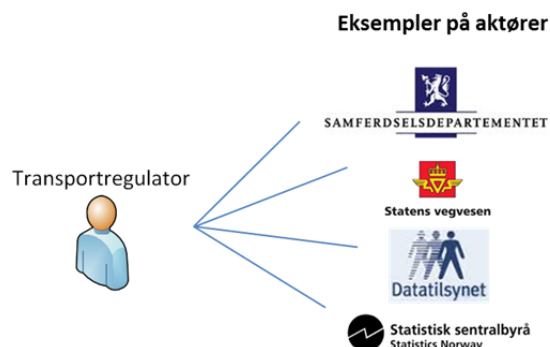 Eksempler på aktører
SAMFERDSELSDEPARTEMENTET
Transportregulator
Statens vegvesen
Datatilsynet
Statistisk sentralbyrå
Statistics Norway